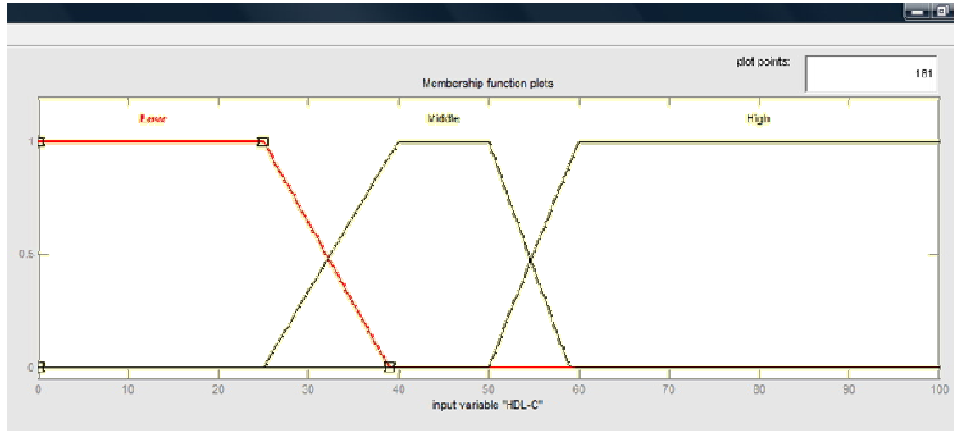 plot points:
181
Membership function plots
Lower Middle High
1
0.5
0
0 10 20 30 40 50 60 70 80 90 100
input variable "HDL-C"